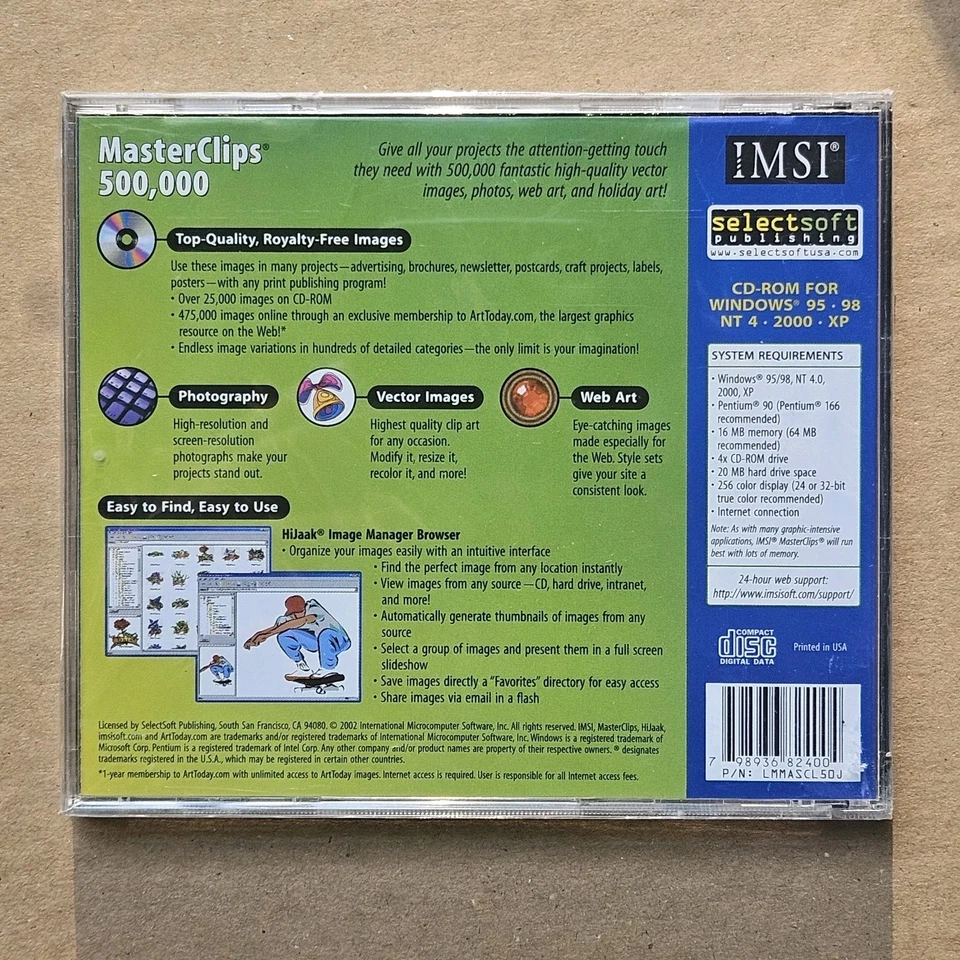 MasterClips®
500,000
Give all your projects the attention-getting touch
they need with 500,000 fantastic high-quality vector
images, photos, web art, and holiday art!
Top-Quality, Royalty-Free Images
Use these images in many projects—advertising, brochures, newsletter, postcards, craft projects, labels,
posters—with any print publishing program!
• Over 25,000 images on CD-ROM
• 475,000 images online through an exclusive membership to ArtToday.com, the largest graphics
resource on the Web!*
• Endless image variations in hundreds of detailed categories—the only limit is your imagination!
Photography
High-resolution and
screen-resolution
photographs make your
projects stand out.
Vector Images
Highest quality clip art
for any occasion.
Modify it, resize it,
recolor it, and more!
Web Art
Eye-catching images
made especially for
the Web. Style sets
give your site a
consistent look.
Easy to Find, Easy to Use
HiJaak® Image Manager Browser
• Organize your images easily with an intuitive interface
• Find the perfect image from any location instantly
• View images from any source—CD, hard drive, intranet,
and more!
• Automatically generate thumbnails of images from any
source
• Select a group of images and present them in a full screen
slideshow
• Save images directly a "Favorites" directory for easy access
• Share images via email in a flash
Licensed by SelectSoft Publishing, South San Francisco, CA 94080. © 2002 International Microcomputer Software, Inc. All rights reserved. IMSI, MasterClips, HiJaak,
imsisoft.com and ArtToday.com are trademarks and/or registered trademarks of International Microcomputer Software, Inc. Windows is a registered trademark of
Microsoft Corp. Pentium is a registered trademark of Intel Corp. Any other company and/or product names are property of their respective owners. ® designates
trademarks registered in the U.S.A., which may be registered in certain other countries.
*1-year membership to ArtToday.com with unlimited access to ArtToday images. Internet access is required. User is responsible for all Internet access fees.
IMSI®
selectsoft
publishing
www.selectsoftusa.com
CD-ROM FOR
WINDOWS® 95 • 98
NT 4 • 2000 • XP
SYSTEM REQUIREMENTS
• Windows® 95/98, NT 4.0,
2000, XP
• Pentium® 90 (Pentium® 166
recommended)
• 16 MB memory (64 MB
recommended)
• 4x CD-ROM drive
• 20 MB hard drive space
• 256 color display (24 or 32-bit
true color recommended)
• Internet connection
Note: As with many graphic-intensive
applications, IMSI® MasterClips® will run
best with lots of memory.
24-hour web support:
http://www.imsisoft.com/support/
COMPACT
disc
DIGITAL DATA
Printed in USA
7 98936 82400
P/N: LMMASCL50J